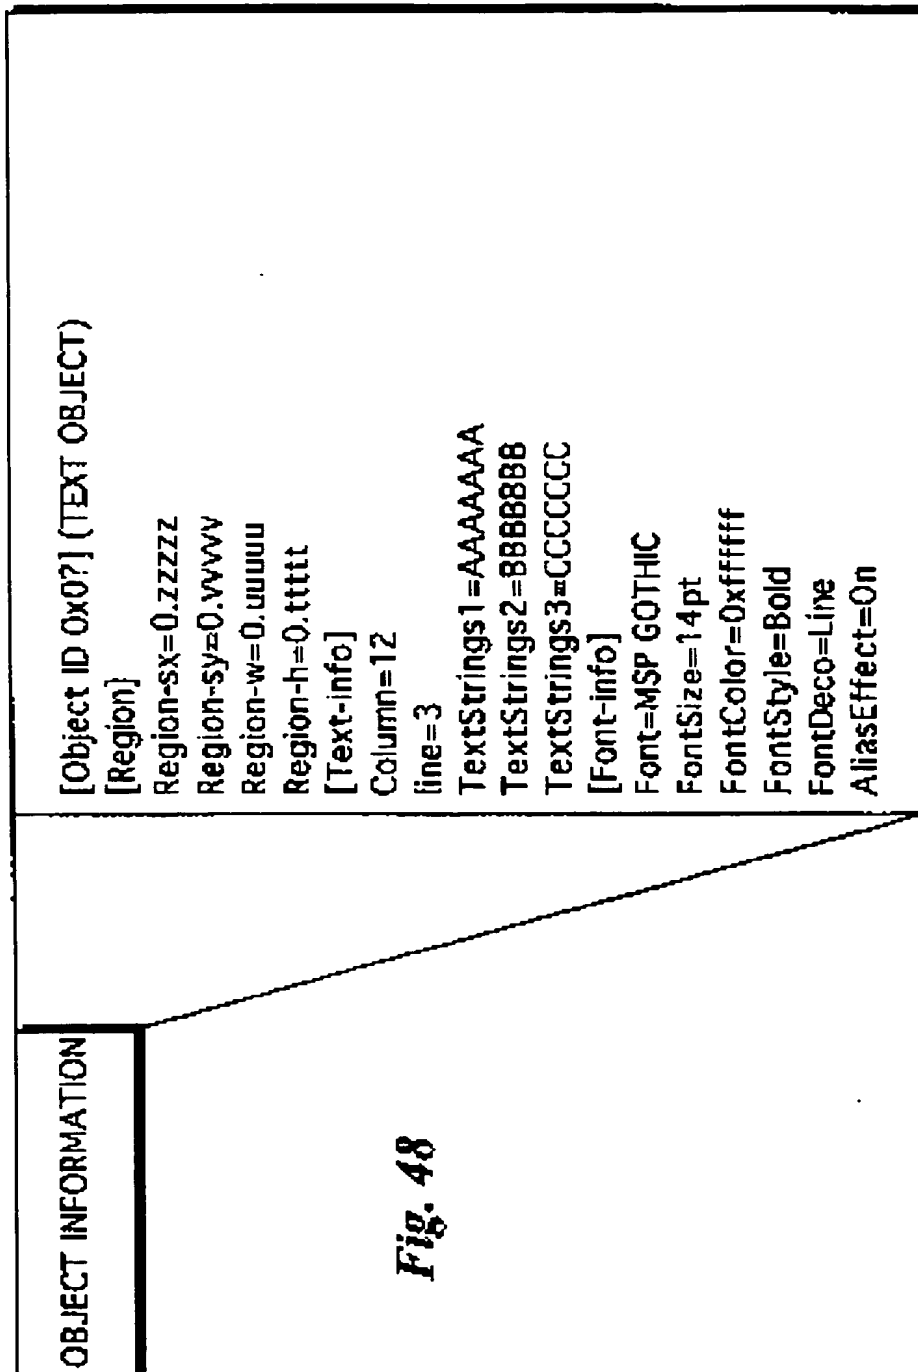 OBJECT INFORMATION
[Object ID 0x0?] (TEXT OBJECT)
[Region]
Region-sx=0.zzzzz
Region-sy=0.vvvvv
Region-w=0.uuuuu
Region-h=0.ttttt
[Text-info]
Column=12
line=3
TextStrings1=AAAAAAA
TextStrings2=BBBBBBB
TextStrings3=CCCCCCC
[Font-info]
Font=MSP GOTHIC
FontSize=14pt
FontColor=0xffffff
FontStyle=Bold
FontDeco=Line
AliasEffect=On
Fig. 48